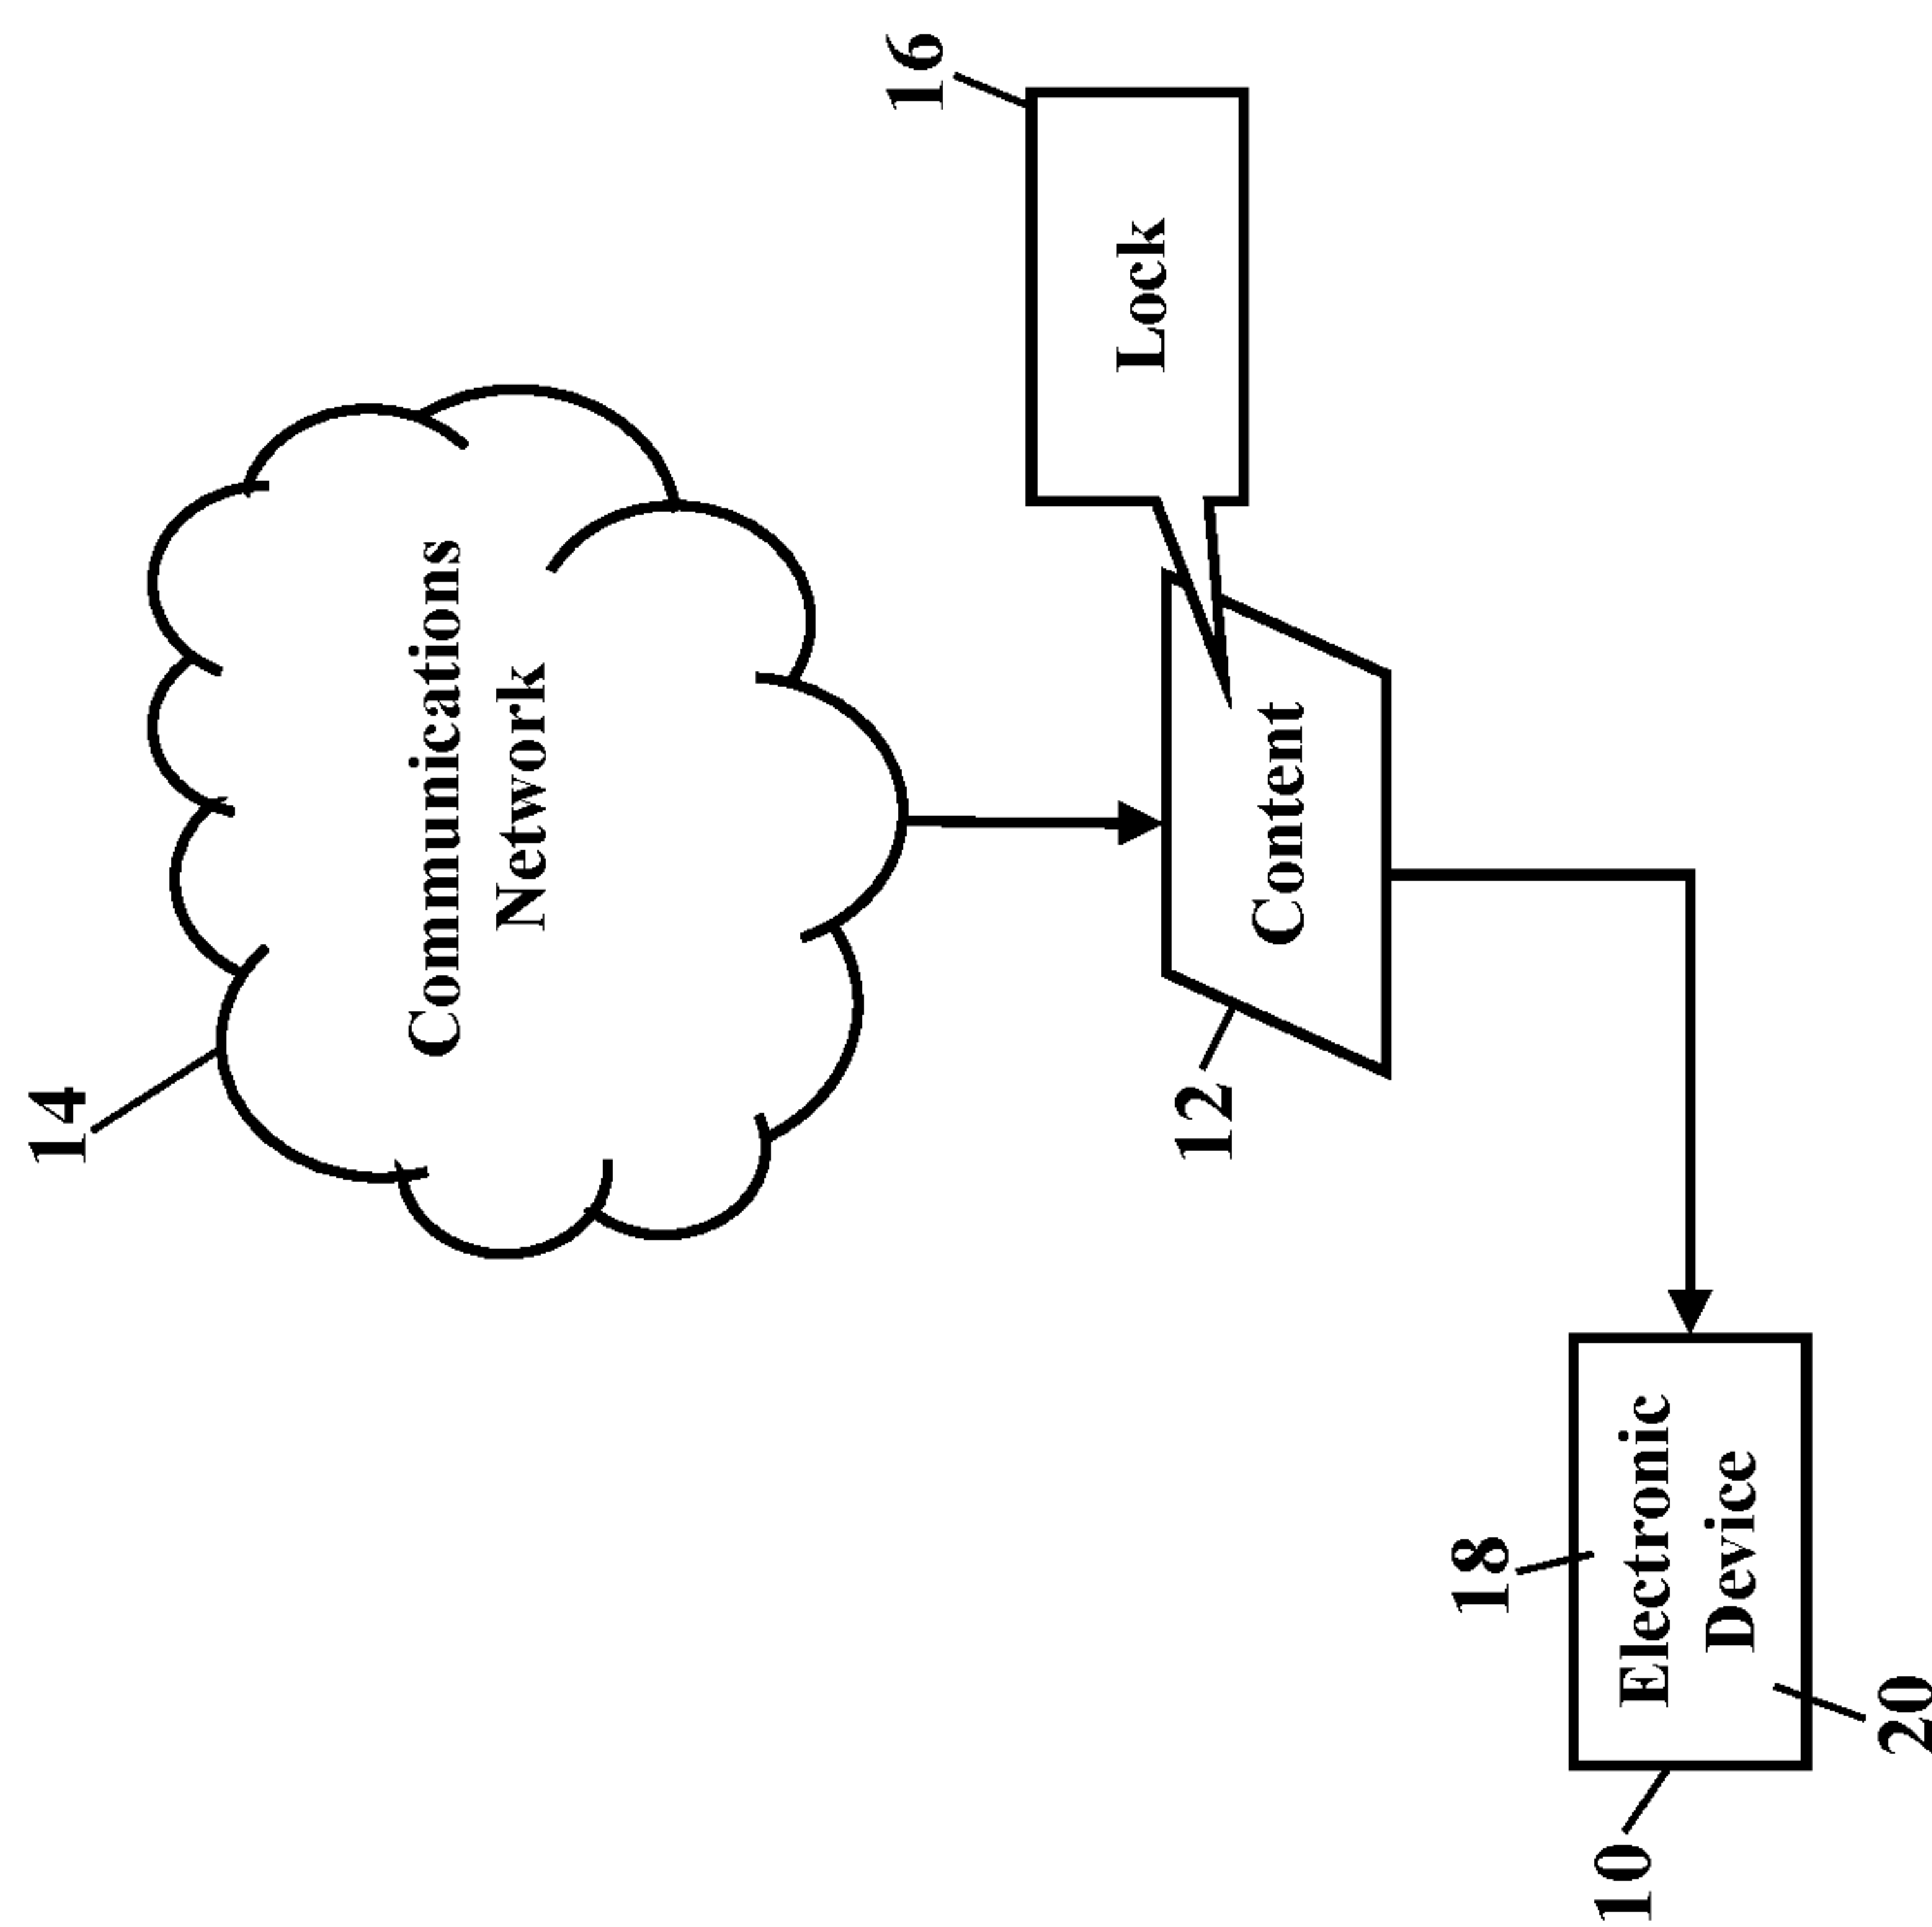 14
Communications
Network
16
Lock
12
Content
18
Electronic
Device
10
20